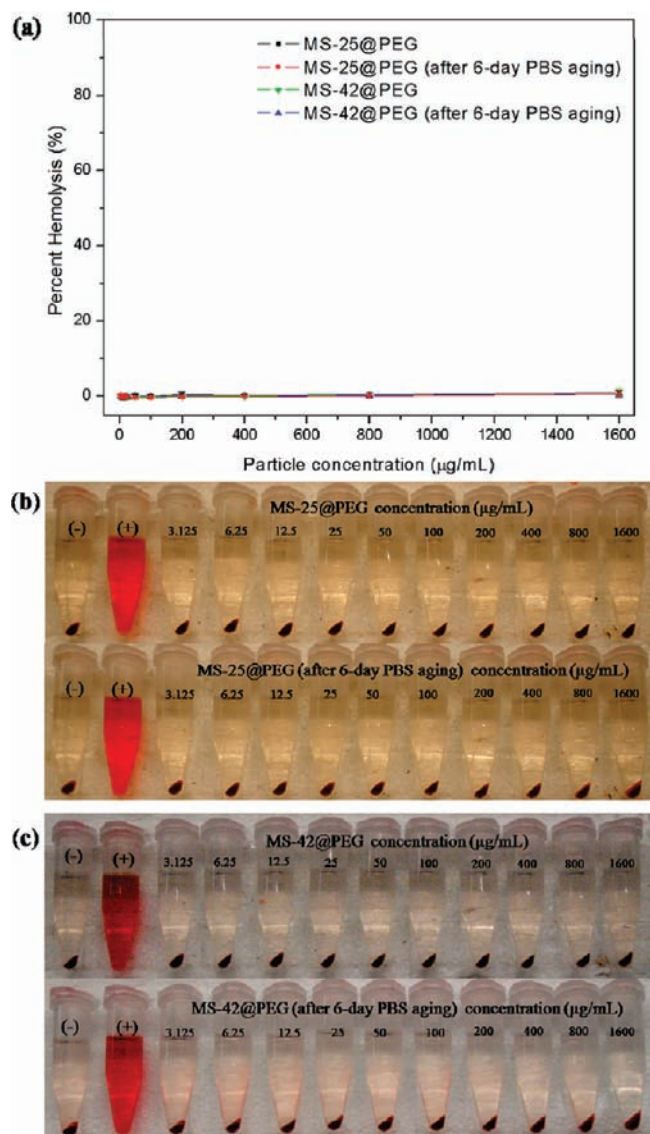 (a)
100
80
60
40
20
0
Percent Hemolysis (%)
MS-25@PEG
MS-25@PEG (after 6-day PBS aging)
MS-42@PEG
MS-42@PEG (after 6-day PBS aging)
0 200 400 600 800 1000 1200 1400 1600
Particle concentration (µg/mL)
(b)
MS-25@PEG concentration (µg/mL)
(-) (+) 3.125 6.25 12.5 25 50 100 200 400 800 1600
MS-25@PEG (after 6-day PBS aging) concentration (µg/mL)
(-) (+) 3.125 6.25 12.5 25 50 100 200 400 800 1600
(c)
MS-42@PEG concentration (µg/mL)
(-) (+) 3.125 6.25 12.5 25 50 100 200 400 800 1600
MS-42@PEG (after 6-day PBS aging) concentration (µg/mL)
(-) (+) 3.125 6.25 12.5 25 50 100 200 400 800 1600